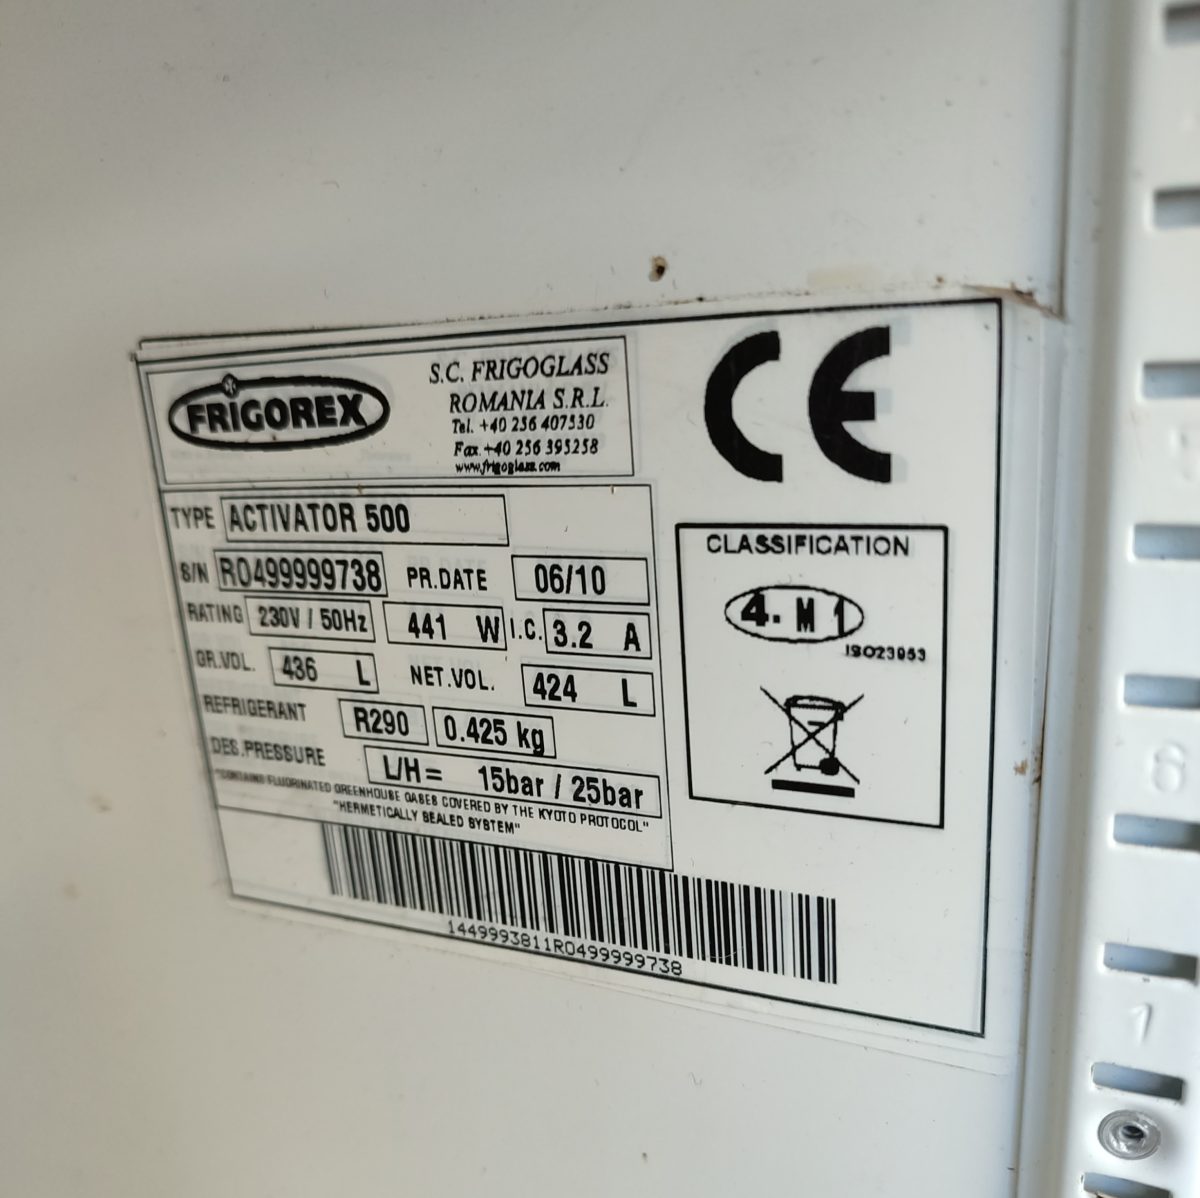 FRIGOREX
S.C. FRIGOGLASS
ROMANIA S.R.L.
Tel. +40 256 407530
Fax. +40 256 395258
www.frigoglass.com
CE
TYPE ACTIVATOR 500
S/N RO499999738 PR.DATE 06/10
RATING 230V / 50Hz 441 W I.C. 3.2 A
GR.VOL. 436 L NET.VOL. 424 L
REFRIGERANT R290 0.425 kg
DES.PRESSURE L/H= 15bar / 25bar
"CONTAINS FLUORINATED GREENHOUSE GASES COVERED BY THE KYOTO PROTOCOL"
"HERMETICALLY SEALED SYSTEM"
1449993811RO499999738
CLASSIFICATION
4. M 1
ISO23953
6
1